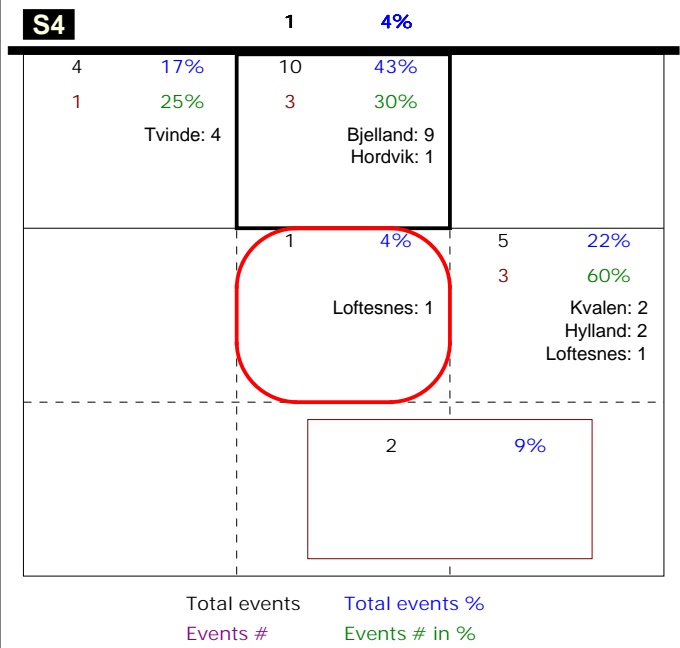 S4 1 4%
4 17% 10 43%
1 25% 3 30%
Tvinde: 4 Bjelland: 9
Hordvik: 1
1 4% 5 22%
3 60%
Loftesnes: 1 Kvalen: 2
Hylland: 2
Loftesnes: 1
2 9%
Total events Total events %
Events # Events # in %